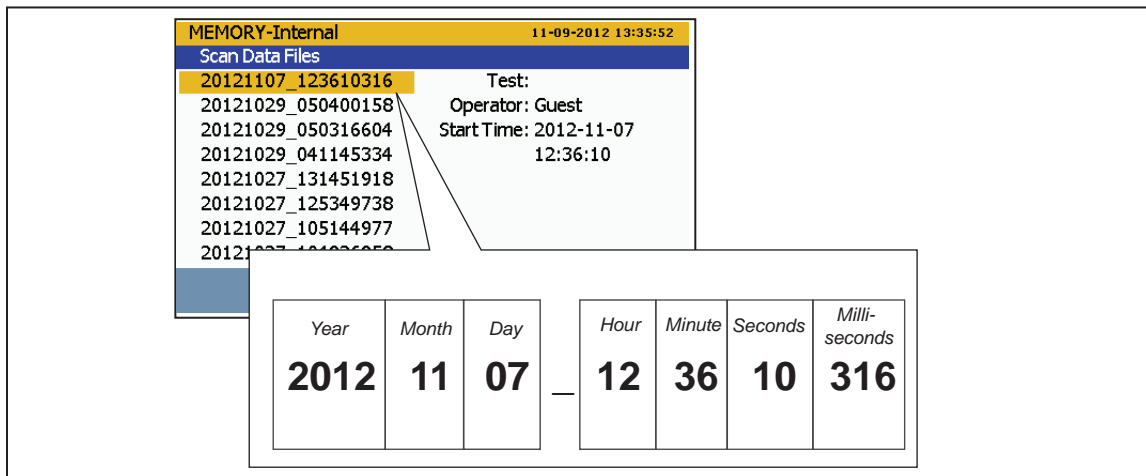 MEMORY-Internal 11-09-2012 13:35:52
Scan Data Files
20121107_123610316 Test:
20121029_050400158 Operator: Guest
20121029_050316604 Start Time: 2012-11-07
20121029_041145334 12:36:10
20121027_131451918
20121027_125349738
20121027_105144977
Year Month Day Hour Minute Seconds Milli-
seconds
2012 11 07 _ 12 36 10 316